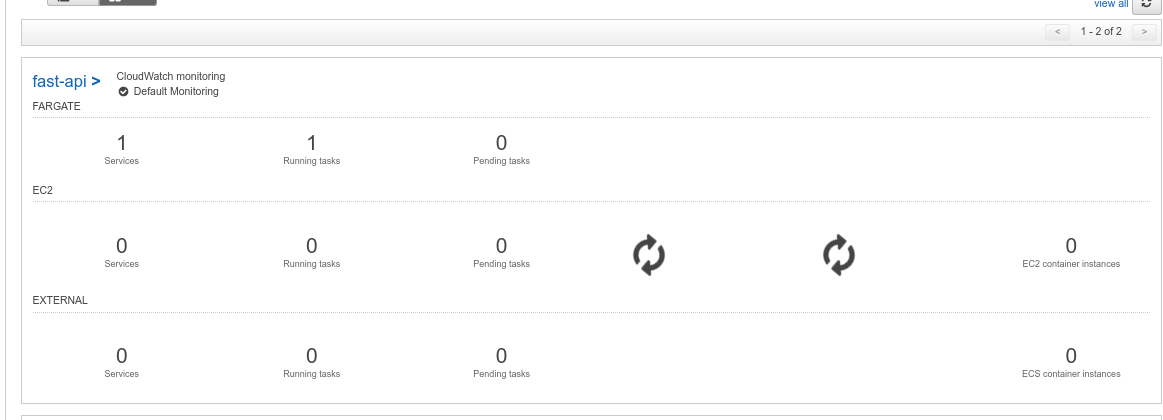 view all
< 1 - 2 of 2 >
fast-api >
CloudWatch monitoring
Default Monitoring
FARGATE
1 1 0
Services Running tasks Pending tasks
EC2
0 0 0 0
Services Running tasks Pending tasks EC2 container instances
EXTERNAL
0 0 0 0
Services Running tasks Pending tasks ECS container instances